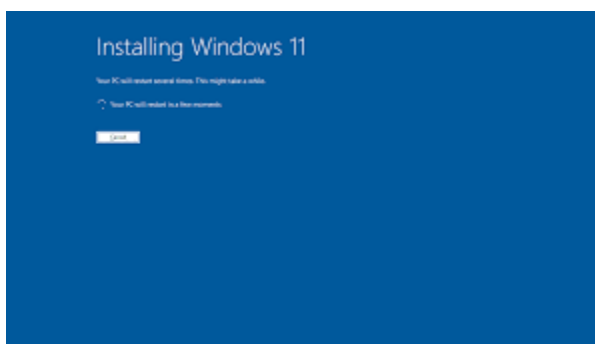 Installing Windows 11
Your PC will restart several times. This might take a while.
Your PC will restart in a few moments